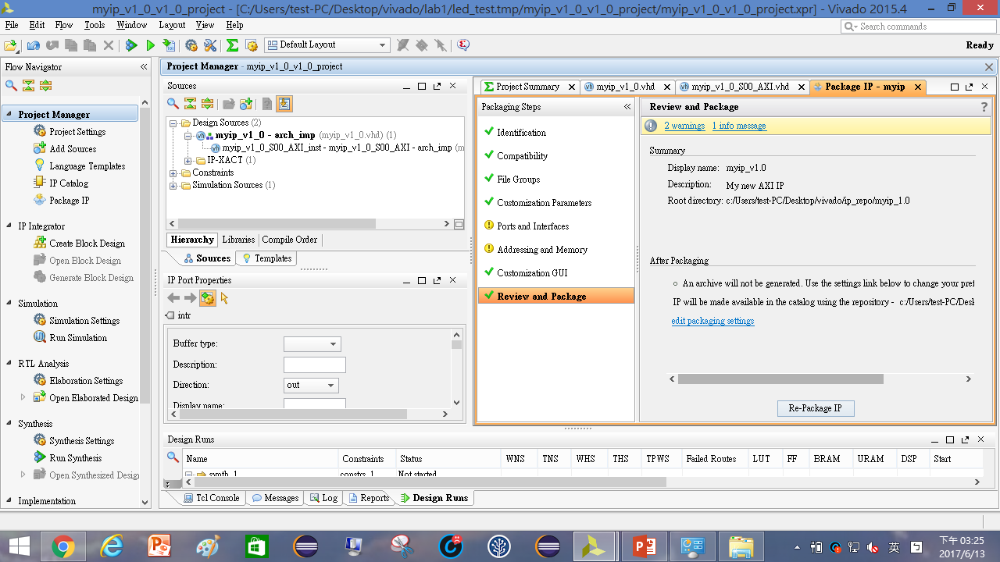 myip_v1_0_v1_0_project - [C:/Users/test-PC/Desktop/vivado/lab1/led_test.tmp/myip_v1_0_v1_0_project/myip_v1_0_v1_0_project.xpr] - Vivado 2015.4
File Edit Flow Tools Window Layout View Help
Search commands
Default Layout
Ready
Flow Navigator
Project Manager
Project Settings
Add Sources
Language Templates
IP Catalog
Package IP
IP Integrator
Create Block Design
Open Block Design
Generate Block Design
Simulation
Simulation Settings
Run Simulation
RTL Analysis
Elaboration Settings
Open Elaborated Design
Synthesis
Synthesis Settings
Run Synthesis
Open Synthesized Desig
Implementation
Project Manager - myip_v1_0_v1_0_project
Sources
Design Sources (2)
myip_v1_0 - arch_imp (myip_v1_0.vhd) (1)
myip_v1_0_S00_AXI_inst - myip_v1_0_S00_AXI - arch_imp (m
IP-XACT (1)
Constraints
Simulation Sources (1)
Hierarchy Libraries Compile Order
Sources Templates
IP Port Properties
intr
Buffer type:
Description:
Direction: out
Display name:
Project Summary myip_v1_0.vhd myip_v1_0_S00_AXI.vhd Package IP - myip
Packaging Steps
Identification
Compatibility
File Groups
Customization Parameters
Ports and Interfaces
Addressing and Memory
Customization GUI
Review and Package
Review and Package
2 warnings 1 info message
Summary
Display name: myip_v1.0
Description: My new AXI IP
Root directory: c:/Users/test-PC/Desktop/vivado/ip_repo/myip_1.0
After Packaging
An archive will not be generated. Use the settings link below to change your pref
IP will be made available in the catalog using the repository - c:/Users/test-PC/Desl
edit packaging settings
Re-Package IP
Design Runs
Name Constraints Status WNS TNS WHS THS TPWS Failed Routes LUT FF BRAM URAM DSP Start
synth_1 constrs_1 Not started
Tcl Console Messages Log Reports Design Runs
英
下午 03:25
2017/6/13